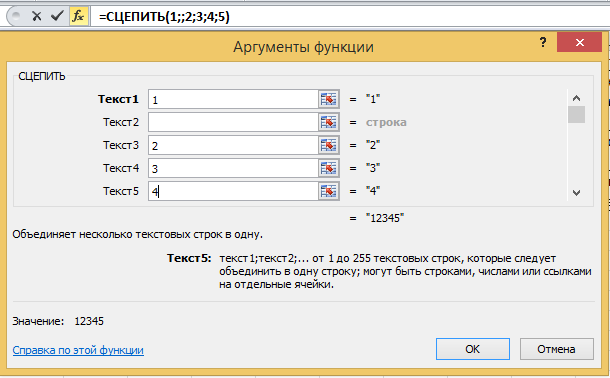 =СЦЕПИТЬ(1;;2;3;4;5)
Аргументы функции
СЦЕПИТЬ
Текст1 1 = "1"
Текст2 = строка
Текст3 2 = "2"
Текст4 3 = "3"
Текст5 4 = "4"
= "12345"
Объединяет несколько текстовых строк в одну.
Текст5: текст1;текст2;... от 1 до 255 текстовых строк, которые следует
объединить в одну строку; могут быть строками, числами или ссылками
на отдельные ячейки.
Значение: 12345
Справка по этой функции
ОК
Отмена